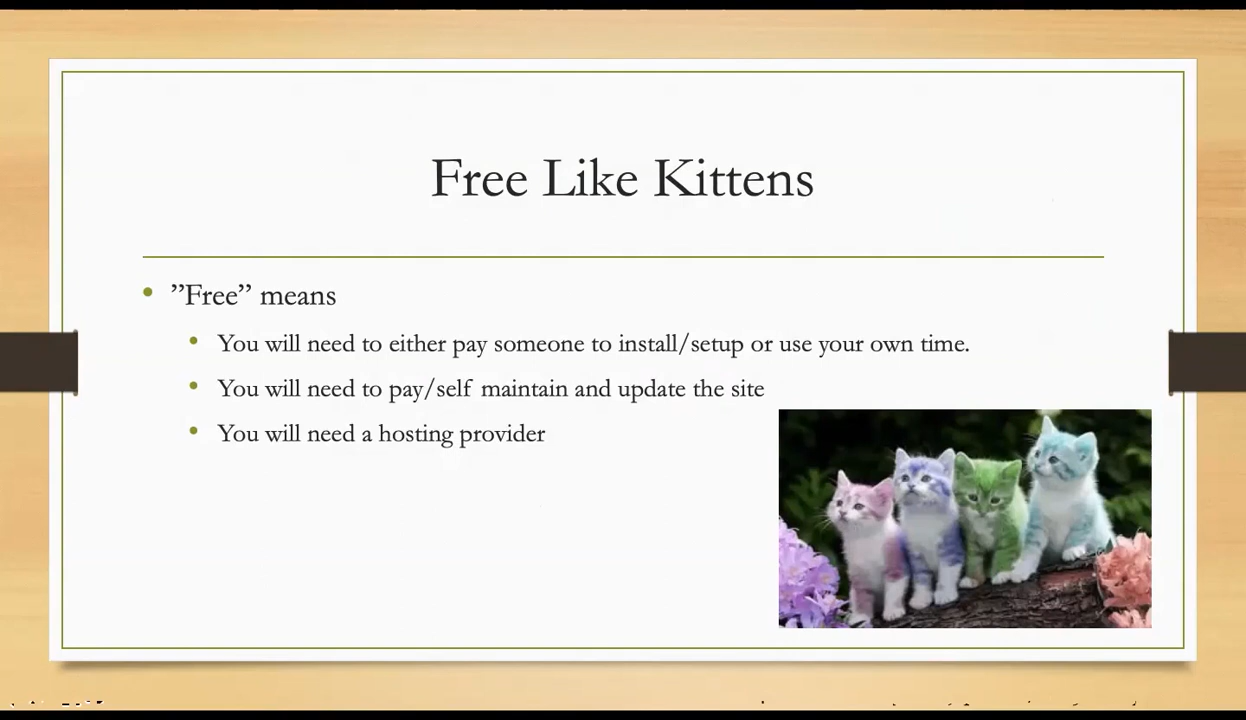 Free Like Kittens
”Free” means
You will need to either pay someone to install/setup or use your own time.
You will need to pay/self maintain and update the site
You will need a hosting provider